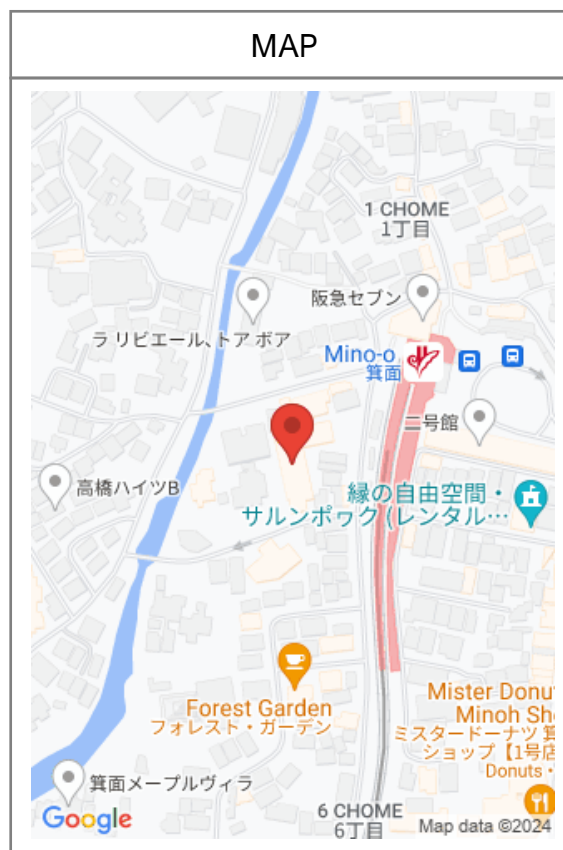 MAP
1 CHOME
1丁目
阪急セブン
ラ リビエール、トア ボア
Mino-o
箕面
二号館
高橋ハイツB
縁の自由空間・
サルンポヮク (レンタル…
Forest Garden
フォレスト・ガーデン
Mister Donu
Minoh Sh
ミスタードーナツ 箕
ショップ【1号店
Donuts・
箕面メープルヴィラ
6 CHOME
6丁目
Google
Map data ©2024